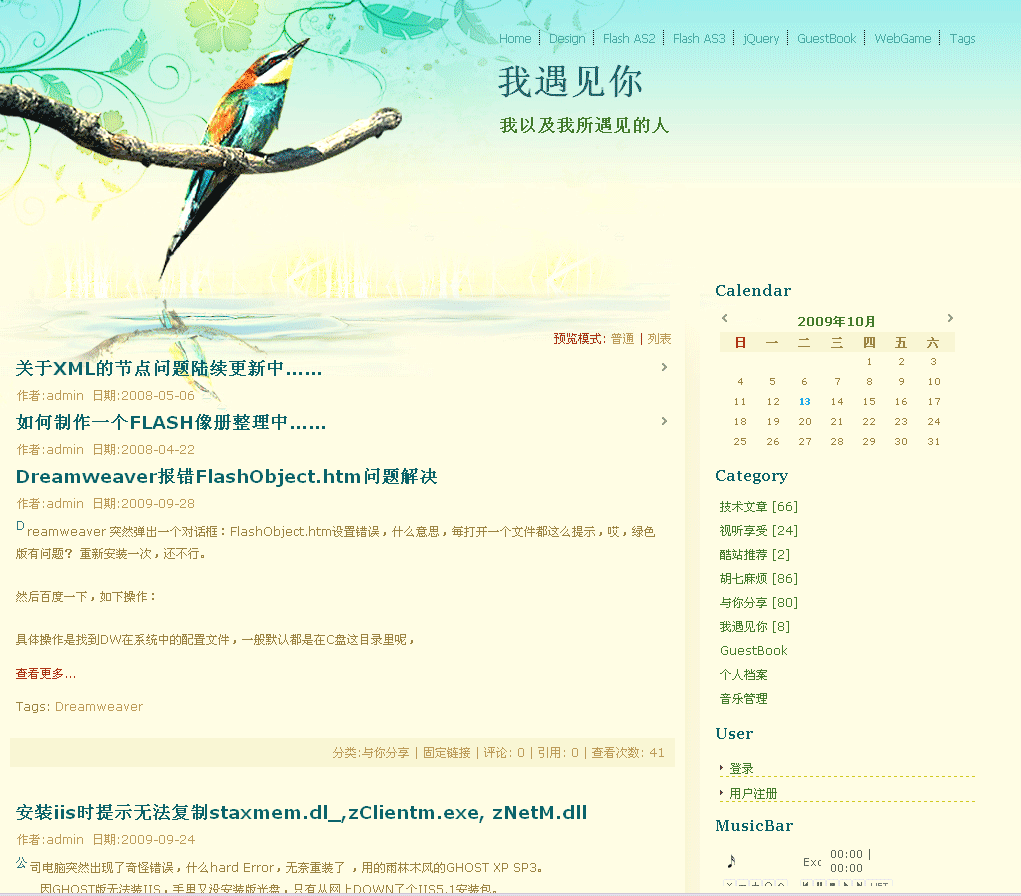 Home Design Flash AS2 Flash AS3 jQuery GuestBook WebGame Tags
我遇见你
我以及我所遇见的人
预览模式: 普通 | 列表
关于XML的节点问题陆续更新中……
作者:admin 日期:2008-05-06
如何制作一个FLASH像册整理中……
作者:admin 日期:2008-04-22
Dreamweaver报错FlashObject.htm问题解决
作者:admin 日期:2009-09-28
Dreamweaver 突然弹出一个对话框：FlashObject.htm设置错误，什么意思，每打开一个文件都这么提示，哎，绿色
版有问题？ 重新安装一次，还不行。
然后百度一下，如下操作：
具体操作是找到DW在系统中的配置文件，一般默认都是在C盘这目录里呢，
查看更多...
Tags: Dreamweaver
分类:与你分享 | 固定链接 | 评论: 0 | 引用: 0 | 查看次数: 41
安装iis时提示无法复制staxmem.dl_,zClientm.exe, zNetM.dll
作者:admin 日期:2009-09-24
公司电脑突然出现了奇怪错误，什么hard Error，无奈重装了 ，用的雨林木风的GHOST XP SP3。
因GHOST版无法装IIS，手里又没安装版光盘，只有从网上DOWN了个IIS5.1安装包。
Calendar
2009年10月
日 一 二 三 四 五 六
1 2 3
4 5 6 7 8 9 10
11 12 13 14 15 16 17
18 19 20 21 22 23 24
25 26 27 28 29 30 31
Category
技术文章 [66]
视听享受 [24]
酷站推荐 [2]
胡七麻烦 [86]
与你分享 [80]
我遇见你 [8]
GuestBook
个人档案
音乐管理
User
登录
用户注册
MusicBar
Exc 00:00 |
00:00
LIST